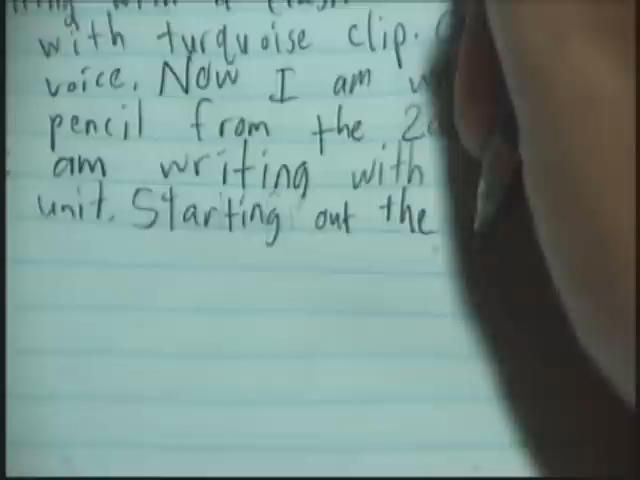 with turquoise clip.
voice. Now I am
pencil from the
am writing with
unit. Starting out the